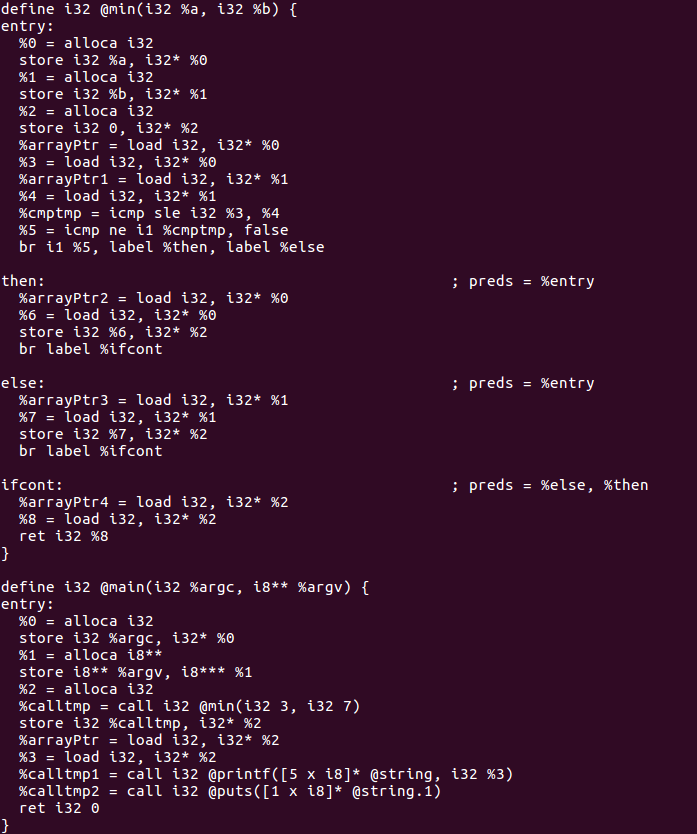 define i32 @min(i32 %a, i32 %b) {
entry:
  %0 = alloca i32
  store i32 %a, i32* %0
  %1 = alloca i32
  store i32 %b, i32* %1
  %2 = alloca i32
  store i32 0, i32* %2
  %arrayPtr = load i32, i32* %0
  %3 = load i32, i32* %0
  %arrayPtr1 = load i32, i32* %1
  %4 = load i32, i32* %1
  %cmptmp = icmp sle i32 %3, %4
  %5 = icmp ne i1 %cmptmp, false
  br i1 %5, label %then, label %else

then:                                             ; preds = %entry
  %arrayPtr2 = load i32, i32* %0
  %6 = load i32, i32* %0
  store i32 %6, i32* %2
  br label %ifcont

else:                                             ; preds = %entry
  %arrayPtr3 = load i32, i32* %1
  %7 = load i32, i32* %1
  store i32 %7, i32* %2
  br label %ifcont

ifcont:                                           ; preds = %else, %then
  %arrayPtr4 = load i32, i32* %2
  %8 = load i32, i32* %2
  ret i32 %8
}

define i32 @main(i32 %argc, i8** %argv) {
entry:
  %0 = alloca i32
  store i32 %argc, i32* %0
  %1 = alloca i8**
  store i8** %argv, i8*** %1
  %2 = alloca i32
  %calltmp = call i32 @min(i32 3, i32 7)
  store i32 %calltmp, i32* %2
  %arrayPtr = load i32, i32* %2
  %3 = load i32, i32* %2
  %calltmp1 = call i32 @printf([5 x i8]* @string, i32 %3)
  %calltmp2 = call i32 @puts([1 x i8]* @string.1)
  ret i32 0
}